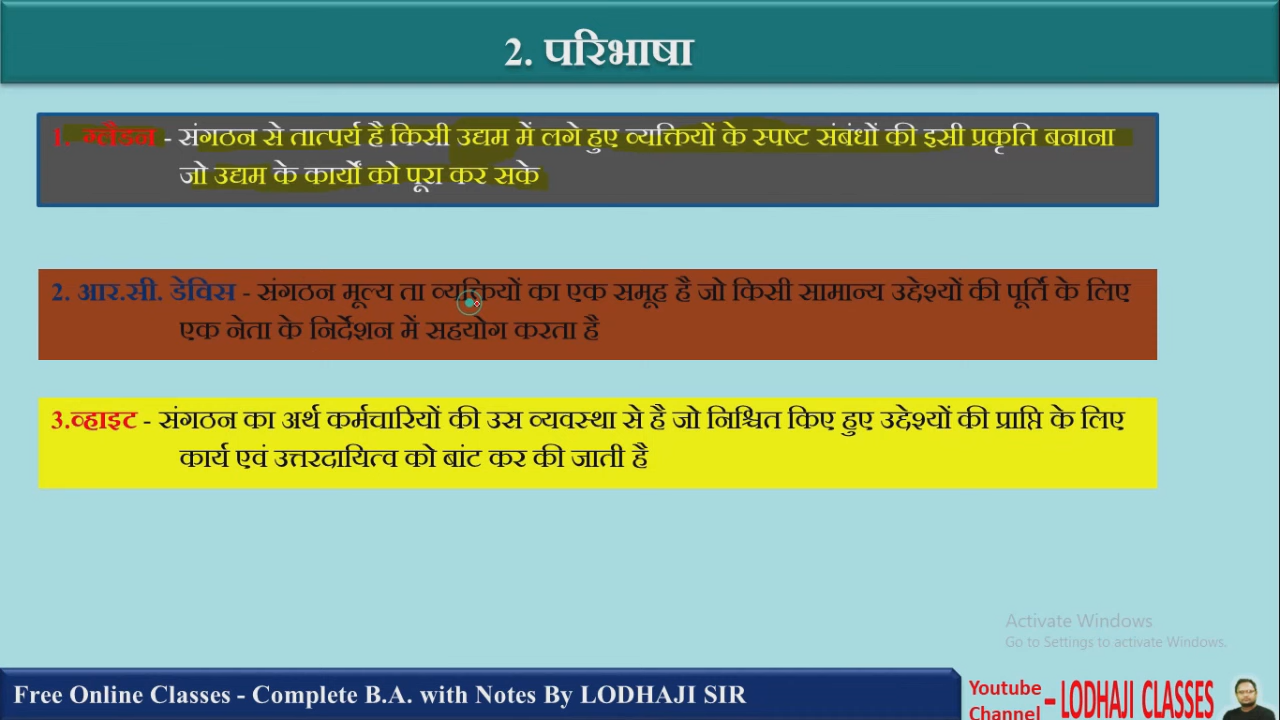 2. परिभाषा
1. ग्लैडन - संगठन से तात्पर्य है किसी उद्यम में लगे हुए व्यक्तियों के स्पष्ट संबंधों की इसी प्रकृति बनाना
जो उद्यम के कार्यों को पूरा कर सके
2. आर.सी. डेविस - संगठन मूल्य ता व्यक्तियों का एक समूह है जो किसी सामान्य उद्देश्यों की पूर्ति के लिए
एक नेता के निर्देशन में सहयोग करता है
3.व्हाइट - संगठन का अर्थ कर्मचारियों की उस व्यवस्था से है जो निश्चित किए हुए उद्देश्यों की प्राप्ति के लिए
कार्य एवं उत्तरदायित्व को बांट कर की जाती है
Activate Windows
Go to Settings to activate Windows.
Free Online Classes - Complete B.A. with Notes By LODHAJI SIR
Youtube Channel – LODHAJI CLASSES